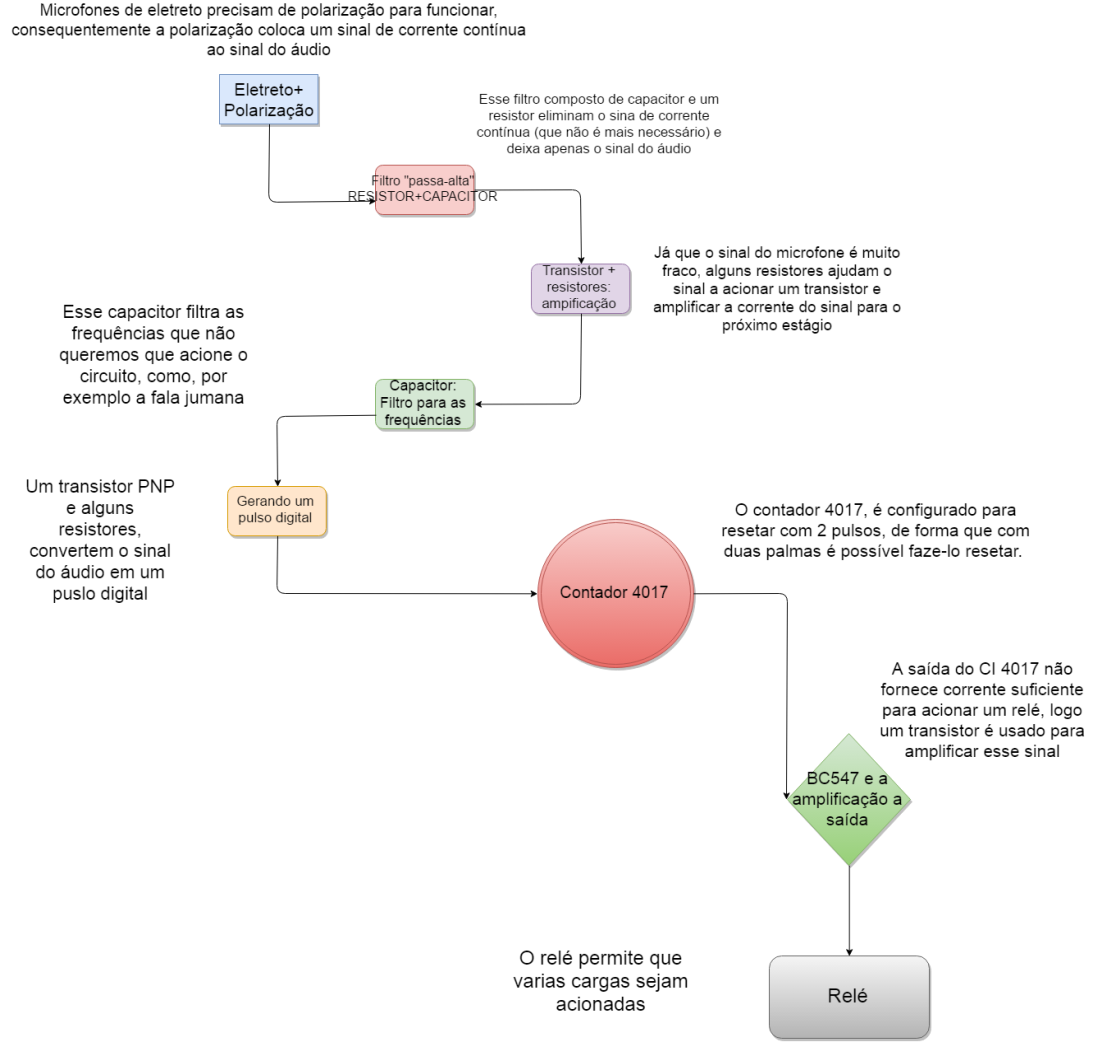 Microfones de eletreto precisam de polarização para funcionar,
consequentemente a polarização coloca um sinal de corrente contínua
ao sinal do áudio
Eletreto+
Polarização
Esse filtro composto de capacitor e um
resistor eliminam o sina de corrente
contínua (que não é mais necessário) e
deixa apenas o sinal do áudio
Filtro "passa-alta"
RESISTOR+CAPACITOR
Transistor +
resistores:
ampificação
Já que o sinal do microfone é muito
fraco, alguns resistores ajudam o
sinal a acionar um transistor e
amplificar a corrente do sinal para o
próximo estágio
Esse capacitor filtra as
frequências que não
queremos que acione o
circuito, como, por
exemplo a fala jumana
Capacitor:
Filtro para as
frequências
Um transistor PNP
e alguns
resistores,
convertem o sinal
do áudio em um
puslo digital
Gerando um
pulso digital
O contador 4017, é configurado para
resetar com 2 pulsos, de forma que com
duas palmas é possível faze-lo resetar.
Contador 4017
A saída do CI 4017 não
fornece corrente suficiente
para acionar um relé, logo
um transistor é usado para
amplificar esse sinal
BC547 e a
amplificação a
saída
O relé permite que
varias cargas sejam
acionadas
Relé